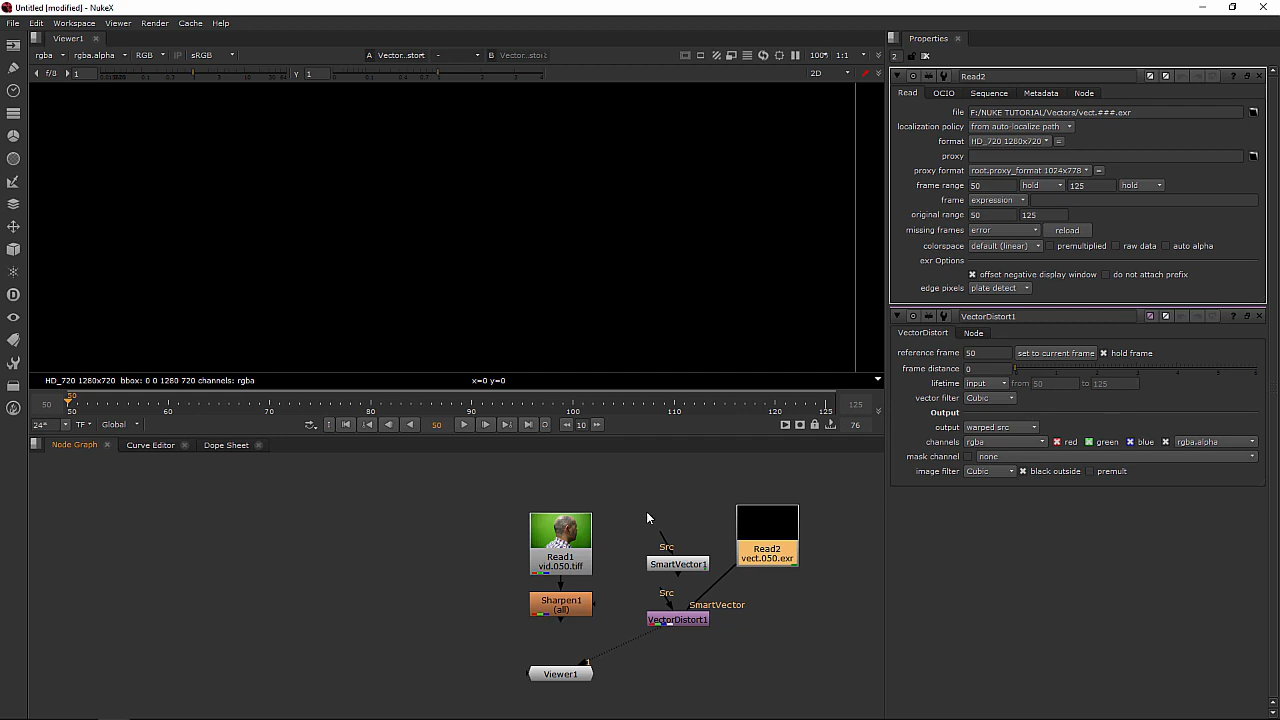 Untitled [modified] - NukeX
File Edit Workspace Viewer Render Cache Help
Viewer1
rgba rgba.alpha RGB IP sRGB A Vector..stort - B Vector..stort 100% 1:1
f/8 1 Y 1 2D
HD_720 1280x720 bbox: 0 0 1280 720 channels: rgba x=0 y=0
50 50 60 70 80 90 100 110 120 125 125
50
24* TF Global 50 10 76
Node Graph Curve Editor Dope Sheet
Read1
vid.050.tiff
Sharpen1
(all)
Src
SmartVector1
Src
SmartVector
VectorDistort1
Read2
vect.050.exr
1
Viewer1
Properties
2
Read2
Read OCIO Sequence Metadata Node
file F:/NUKE TUTORIAL/Vectors/vect.###.exr
localization policy from auto-localize path
format HD_720 1280x720 =
proxy
proxy format root.proxy_format 1024x778 =
frame range 50 hold 125 hold
frame expression
original range 50 125
missing frames error reload
colorspace default (linear) premultiplied raw data auto alpha
exr Options
offset negative display window do not attach prefix
edge pixels plate detect
VectorDistort1
VectorDistort Node
reference frame 50 set to current frame hold frame
frame distance 0
lifetime input from 50 to 125
vector filter Cubic
Output
output warped src
channels rgba red green blue rgba.alpha
mask channel none
image filter Cubic black outside premult